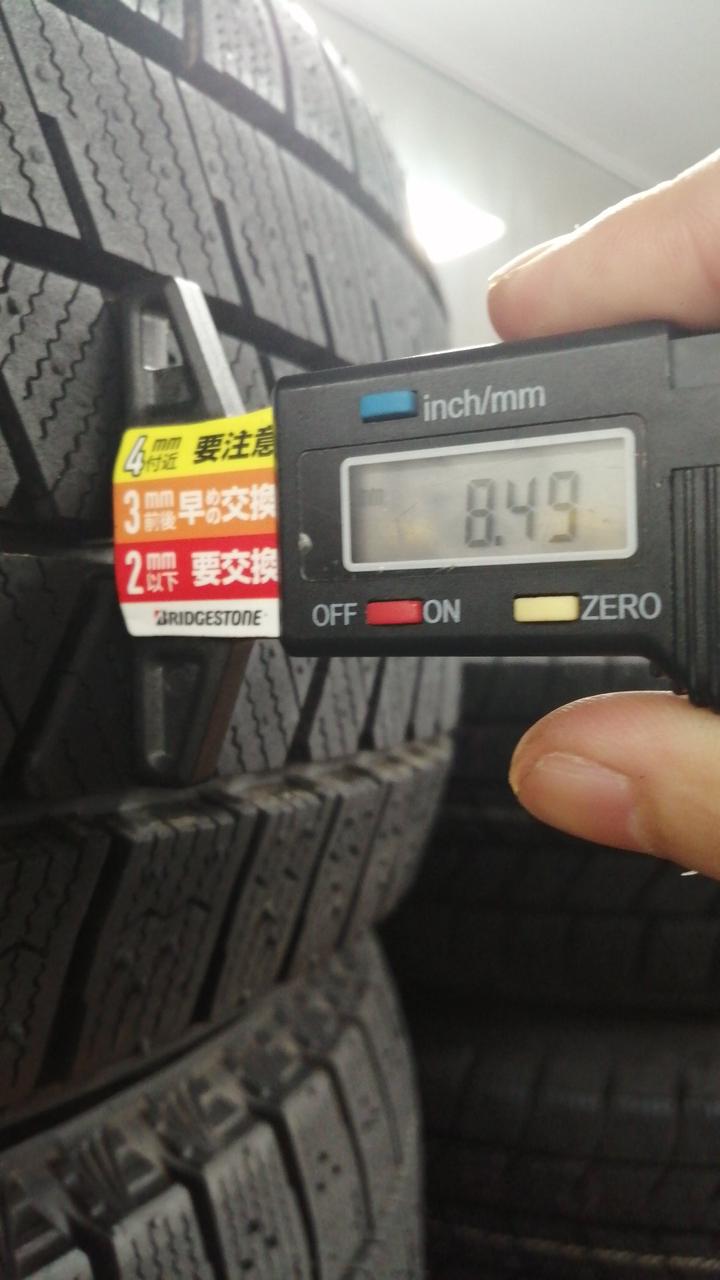 4mm付近 要注意
3mm前後 早めの交換
2mm以下 要交換
BRIDGESTONE
inch/mm
mm
8.49
OFF ON ZERO